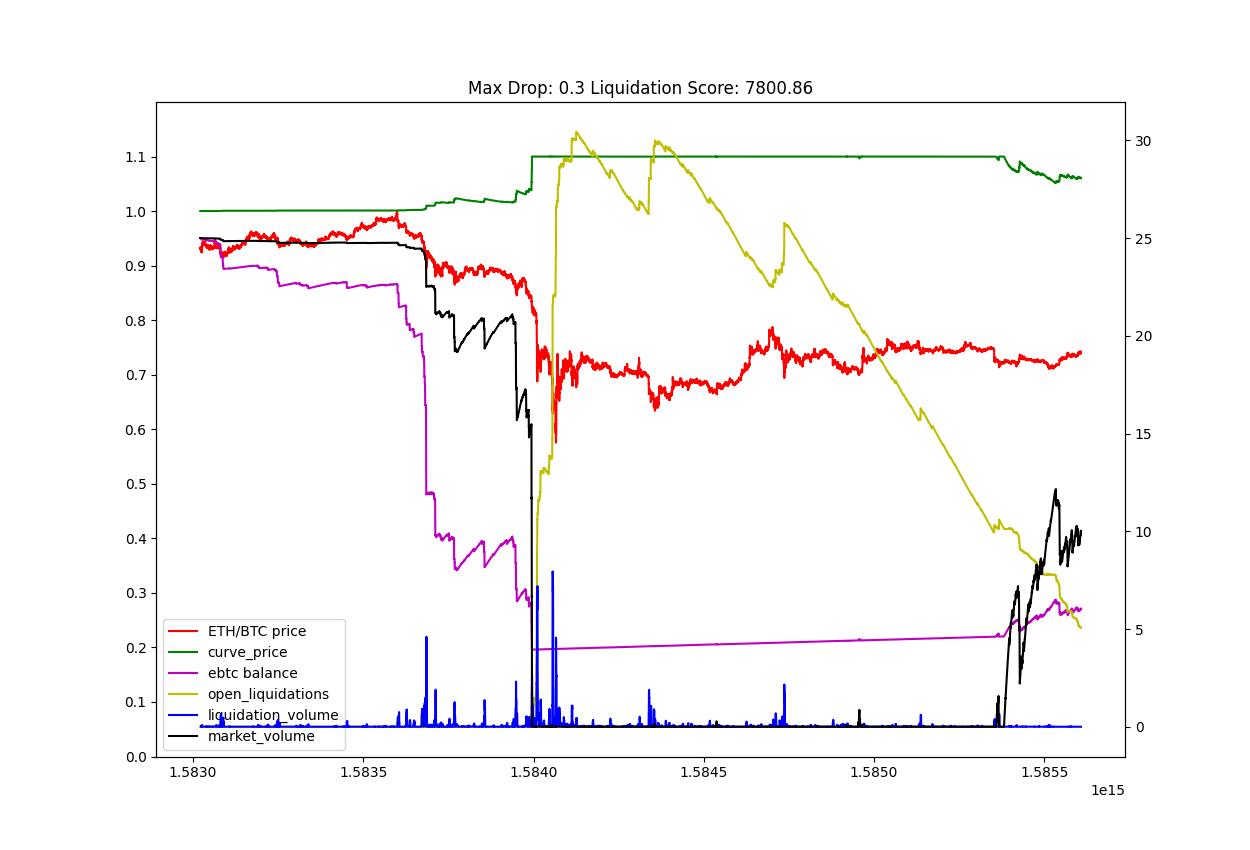 Max Drop: 0.3 Liquidation Score: 7800.86
1.1
1.0
0.9
0.8
0.7
0.6
0.5
0.4
0.3
0.2
0.1
0.0
30
25
20
15
10
5
0
ETH/BTC price
curve_price
ebtc balance
open_liquidations
liquidation_volume
market_volume
1.5830 1.5835 1.5840 1.5845 1.5850 1.5855
1e15